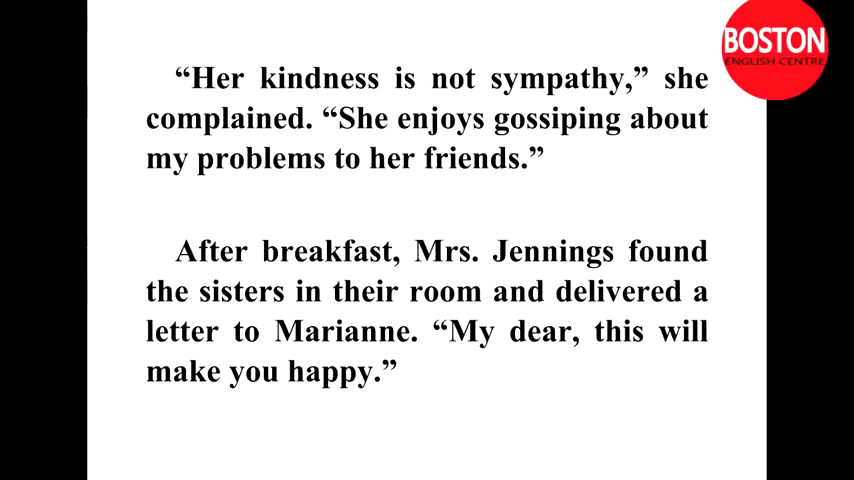 BOSTON
ENGLISH CENTRE
“Her kindness is not sympathy,” she
complained. “She enjoys gossiping about
my problems to her friends.”
After breakfast, Mrs. Jennings found
the sisters in their room and delivered a
letter to Marianne. “My dear, this will
make you happy.”